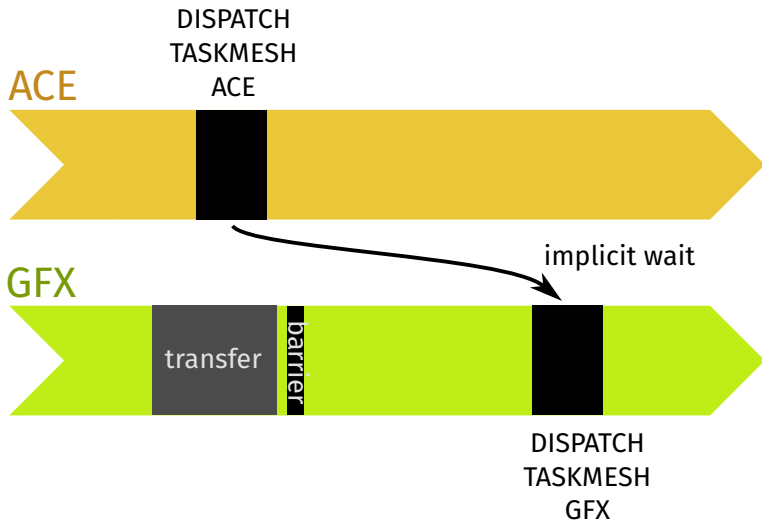 DISPATCH
TASKMESH
ACE
ACE
implicit wait
GFX
transfer
barrier
DISPATCH
TASKMESH
GFX